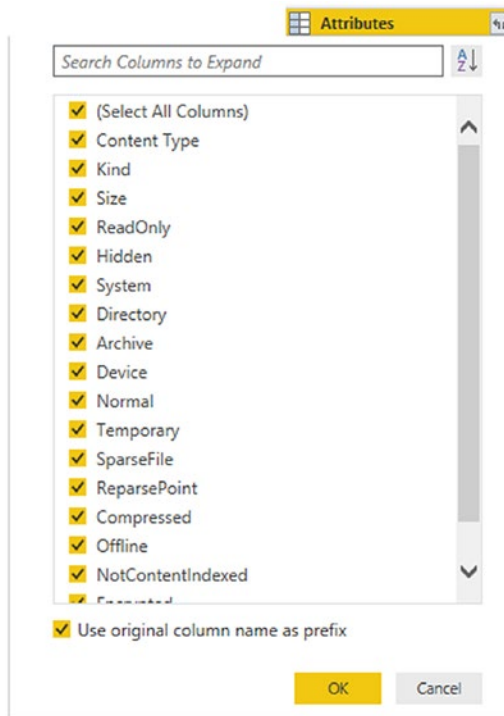 Attributes
Search Columns to Expand
(Select All Columns)
Content Type
Kind
Size
ReadOnly
Hidden
System
Directory
Archive
Device
Normal
Temporary
SparseFile
ReparsePoint
Compressed
Offline
NotContentIndexed
Encrypted
Use original column name as prefix
OK Cancel